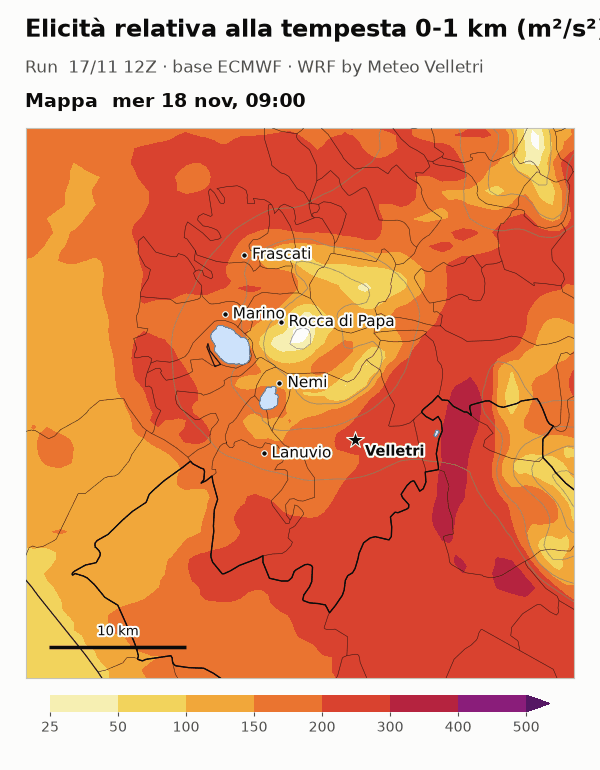 Elicità relativa alla tempesta 0-1 km (m²/s²)
Run  17/11 12Z · base ECMWF · WRF by Meteo Velletri
Mappa  mer 18 nov, 09:00
Frascati
Marino
Rocca di Papa
Nemi
Velletri
Lanuvio
10 km
25 50 100 150 200 300 400 500